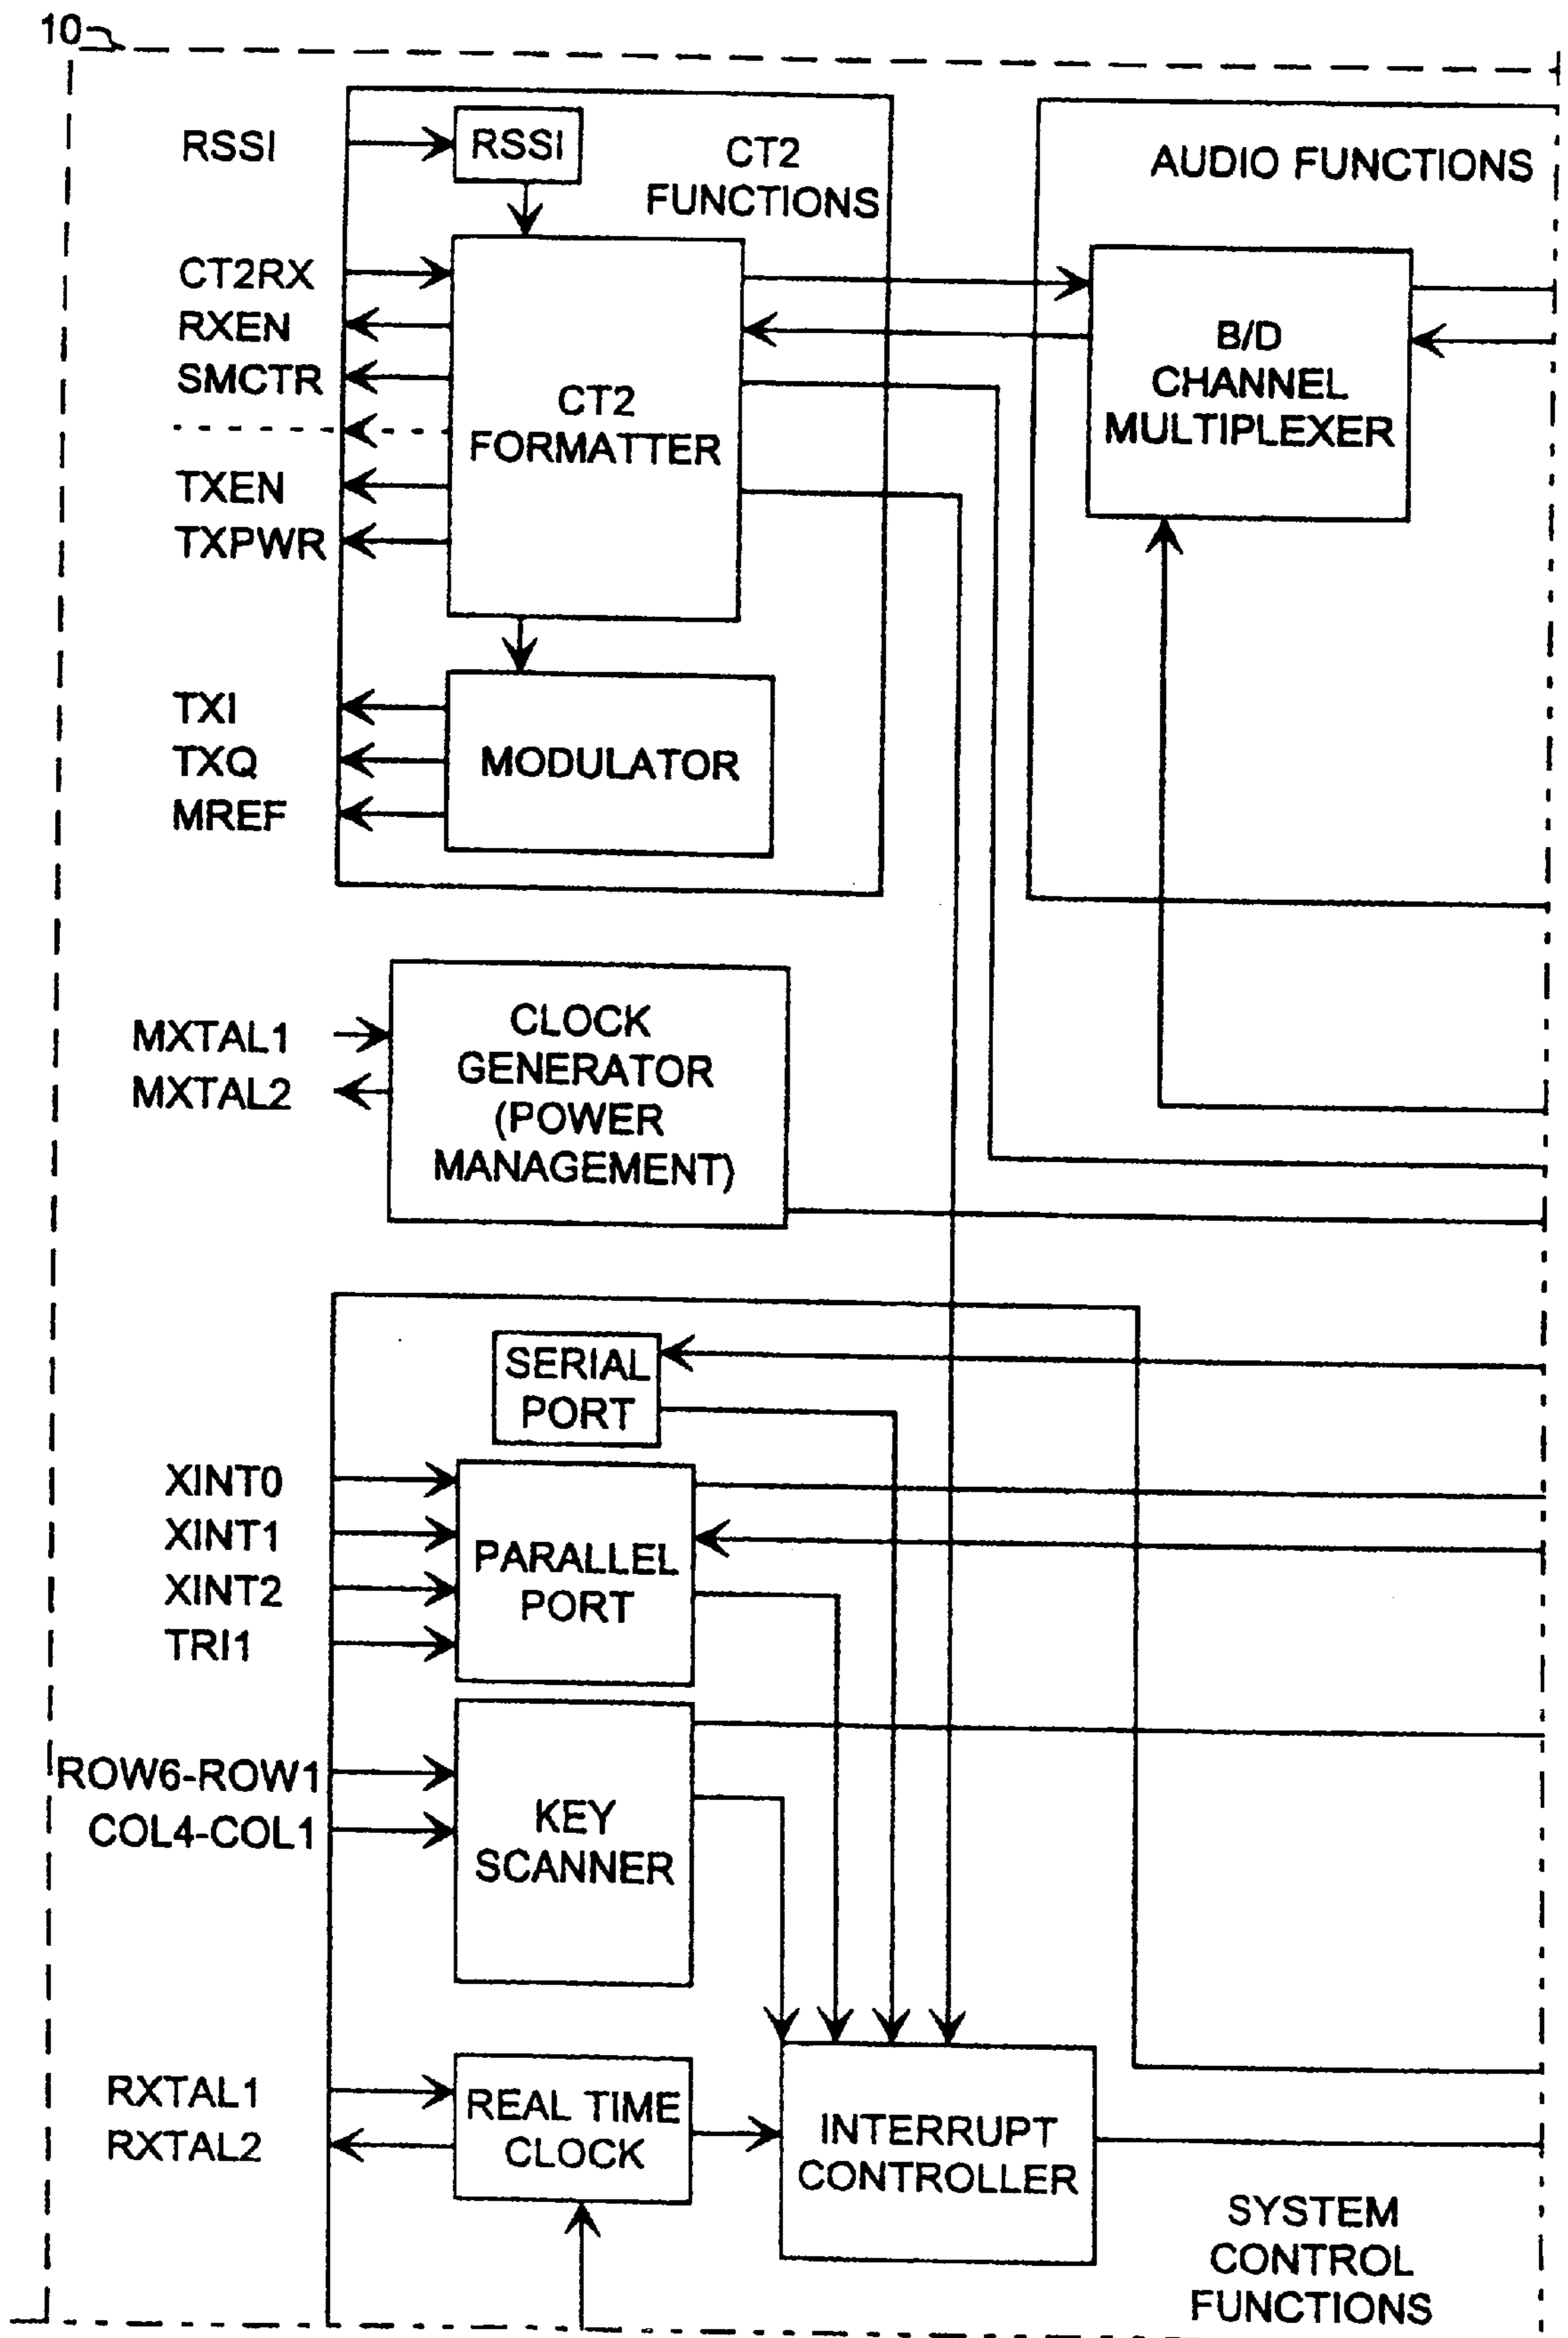 10
RSSI
RSSI
CT2
FUNCTIONS
AUDIO FUNCTIONS
CT2RX
RXEN
SMCTR
TXEN
TXPWR
CT2
FORMATTER
B/D
CHANNEL
MULTIPLEXER
TXI
TXQ
MREF
MODULATOR
MXTAL1
MXTAL2
CLOCK
GENERATOR
(POWER
MANAGEMENT)
SERIAL
PORT
XINT0
XINT1
XINT2
TRI1
PARALLEL
PORT
ROW6-ROW1
COL4-COL1
KEY
SCANNER
RXTAL1
RXTAL2
REAL TIME
CLOCK
INTERRUPT
CONTROLLER
SYSTEM
CONTROL
FUNCTIONS